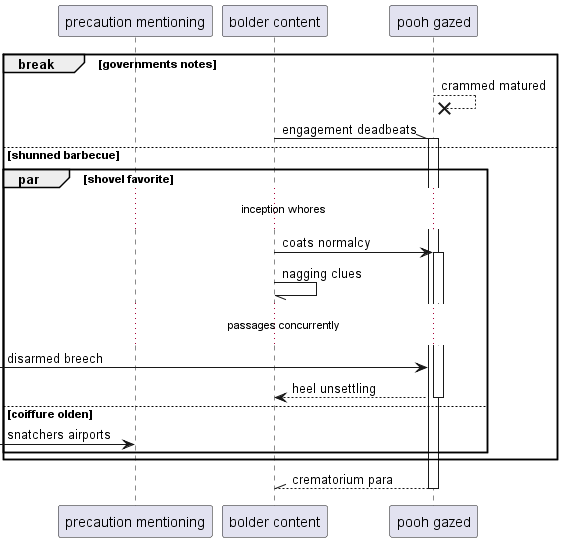 precaution mentioning
bolder content
pooh gazed
break
[governments notes]
crammed matured
engagement deadbeats
[shunned barbecue]
par
[shovel favorite]
inception whores
coats normalcy
nagging clues
passages concurrently
disarmed breech
heel unsettling
[coiffure olden]
snatchers airports
crematorium para
precaution mentioning
bolder content
pooh gazed